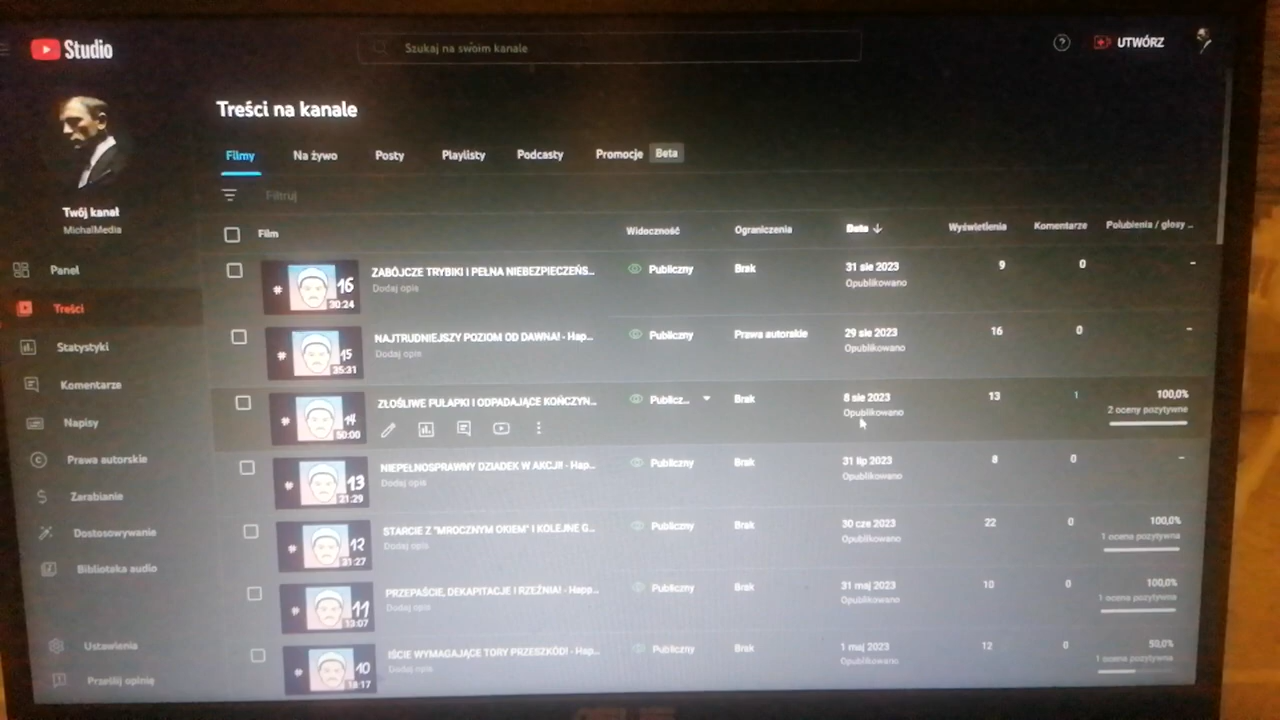 Studio
Szukaj na swoim kanale
UTWÓRZ
Treści na kanale
Filmy Na żywo Posty Playlisty Podcasty Promocje Beta
Filtruj
Twój kanał
MichalMedia
Panel
Treści
Statystyki
Komentarze
Napisy
Prawa autorskie
Zarabianie
Dostosowywanie
Biblioteka audio
Ustawienia
Prześlij opinię
Film Widoczność Ograniczenia Data Wyświetlenia Komentarze Polubienia / głosy ...
# 16 30:24 ZABÓJCZE TRYBIKI I PEŁNA NIEBEZPIECZEŃS... Publiczny Brak 31 sie 2023 9 0 –
Dodaj opis Opublikowano
# 15 35:31 NAJTRUDNIEJSZY POZIOM OD DAWNA! - Hap... Publiczny Prawa autorskie 29 sie 2023 16 0 –
Dodaj opis Opublikowano
# 14 50:00 ZŁOŚLIWE PUŁAPKI I ODPADAJĄCE KOŃCZYN... Publicz... Brak 8 sie 2023 13 1 100,0%
Opublikowano 2 oceny pozytywne
# 13 21:29 NIEPEŁNOSPRAWNY DZIADEK W AKCJI! - Hap... Publiczny Brak 31 lip 2023 8 0 –
Dodaj opis Opublikowano
# 12 31:27 STARCIE Z "MROCZNYM OKIEM" I KOLEJNE G... Publiczny Brak 30 cze 2023 22 0 100,0%
Dodaj opis Opublikowano 1 ocena pozytywna
# 11 13:07 PRZEPAŚCIE, DEKAPITACJE I RZEŹNIA! - Happ... Publiczny Brak 31 maj 2023 10 0 100,0%
Dodaj opis Opublikowano 1 ocena pozytywna
# 10 18:17 IŚCIE WYMAGAJĄCE TORY PRZESZKÓD! - Hap... Publiczny Brak 1 maj 2023 12 0 50,0%
Dodaj opis Opublikowano 1 ocena pozytywna